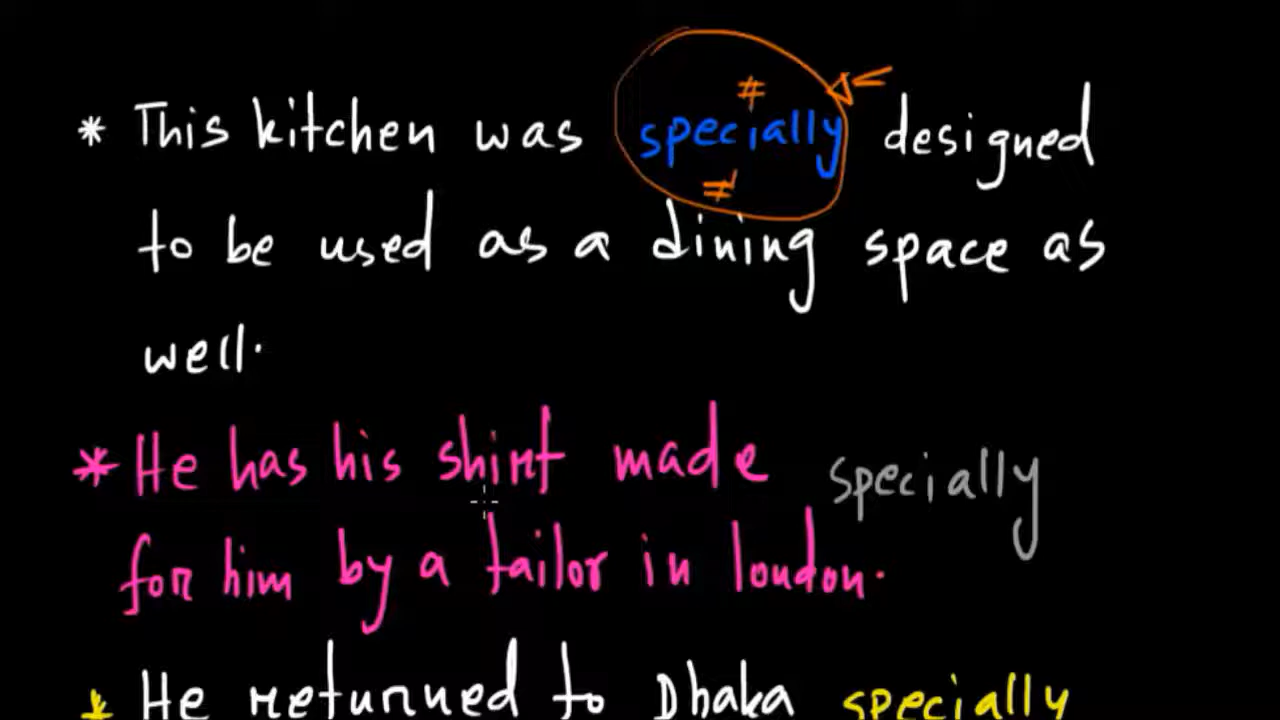 * This kitchen was specially designed
to be used as a dining space as
well.
* He has his shirt made specially
for him by a tailor in london.
* He returned to Dhaka specially